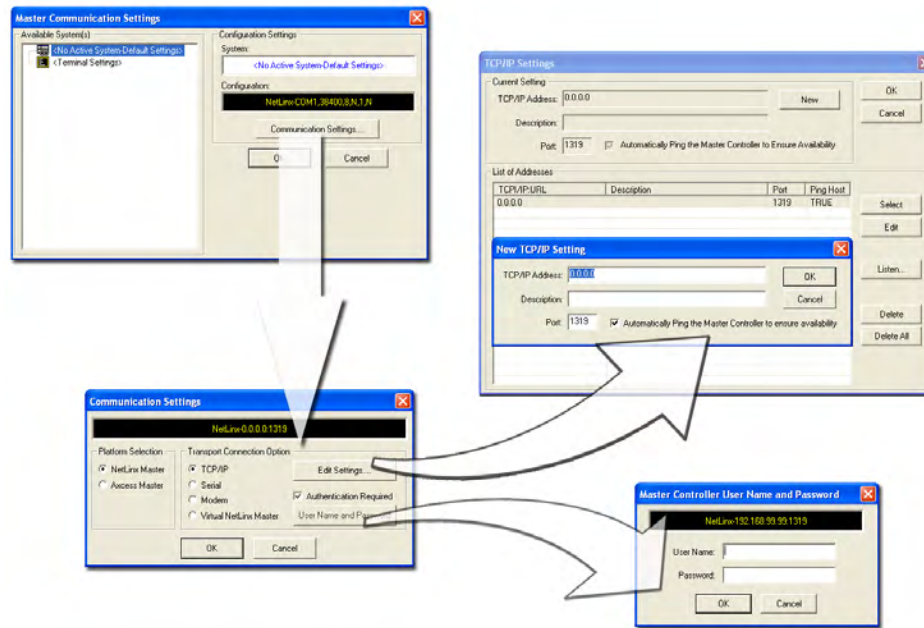 Master Communication Settings
Available System(s)
<No Active System-Default Settings>
<Terminal Settings>
Configuration Settings
System:
<No Active System-Default Settings>
Configuration:
NetLinx-COM1,38400,8,N,1,N
Communication Settings...
Cancel
TCP/IP Settings
Current Setting
TCP/IP Address: 0.0.0.0
New
Description:
Port: 1319
Automatically Ping the Master Controller to Ensure Availability
OK
Cancel
List of Addresses
TCP/IP:URL Description Port Ping Host
0.0.0.0 1319 TRUE
Select
Edit
Listen...
Delete
Delete All
New TCP/IP Setting
TCP/IP Address: 0.0.0.0
OK
Description:
Cancel
Port: 1319
Automatically Ping the Master Controller to ensure availability
Communication Settings
NetLinx-0.0.0.0:1319
Platform Selection
NetLinx Master
Axcess Master
Transport Connection Option
TCP/IP
Serial
Modem
Virtual NetLinx Master
Edit Settings...
Authentication Required
User Name and Password
OK
Cancel
Master Controller User Name and Password
NetLinx-192.168.99.99:1319
User Name:
Password:
OK
Cancel